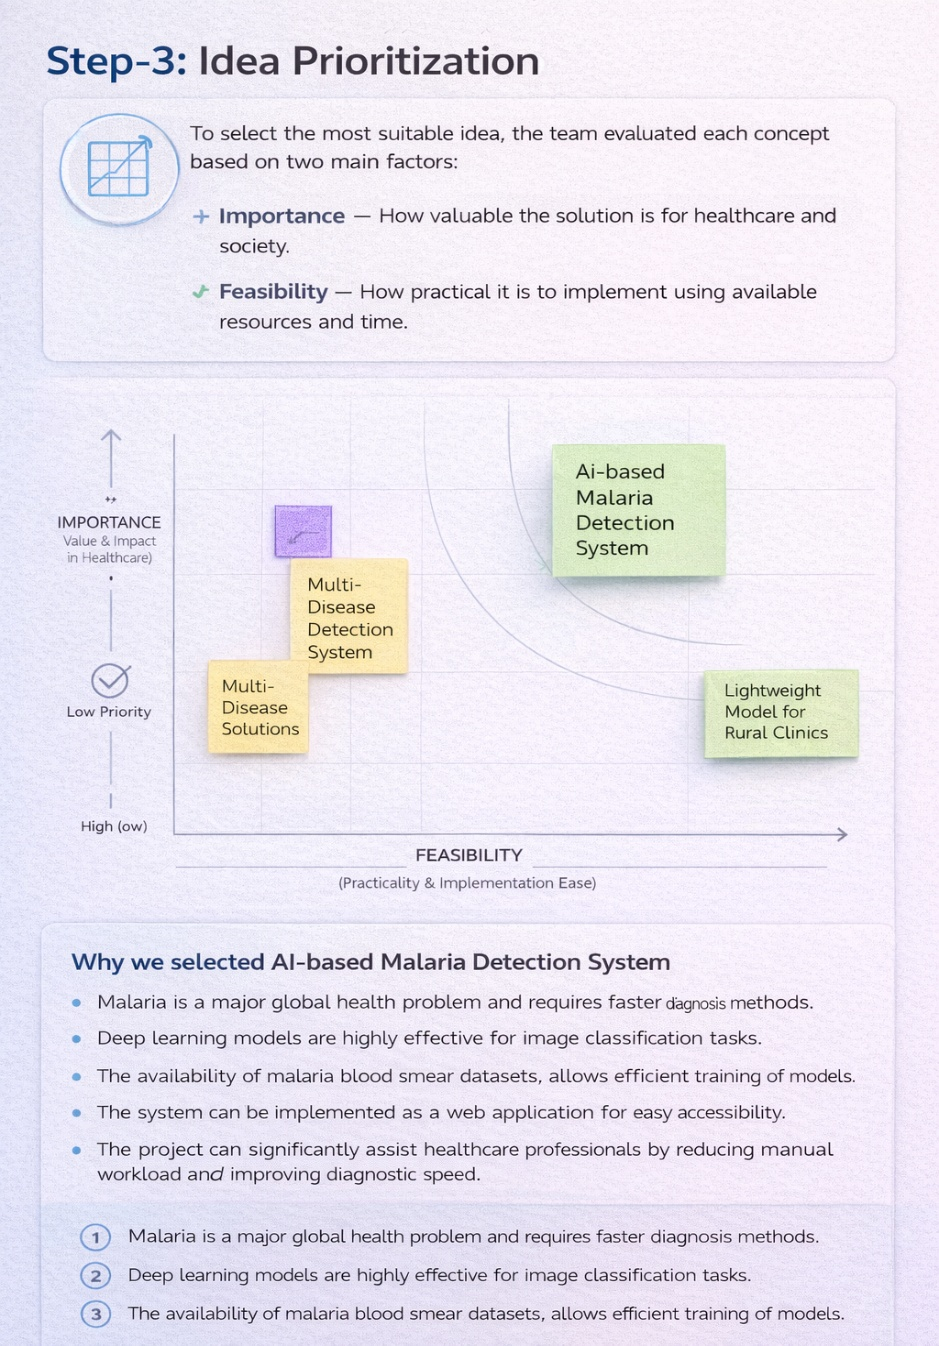 Step-3: Idea Prioritization
To select the most suitable idea, the team evaluated each concept
based on two main factors:
Importance — How valuable the solution is for healthcare and
society.
Feasibility — How practical it is to implement using available
resources and time.
IMPORTANCE
Value & Impact
in Healthcare)
Low Priority
High (ow)
Ai-based
Malaria
Detection
System
Multi-
Disease
Detection
System
Multi-
Disease
Solutions
Lightweight
Model for
Rural Clinics
FEASIBILITY
(Practicality & Implementation Ease)
Why we selected AI-based Malaria Detection System
• Malaria is a major global health problem and requires faster diagnosis methods.
• Deep learning models are highly effective for image classification tasks.
• The availability of malaria blood smear datasets, allows efficient training of models.
• The system can be implemented as a web application for easy accessibility.
• The project can significantly assist healthcare professionals by reducing manual
workload and improving diagnostic speed.
1 Malaria is a major global health problem and requires faster diagnosis methods.
2 Deep learning models are highly effective for image classification tasks.
3 The availability of malaria blood smear datasets, allows efficient training of models.